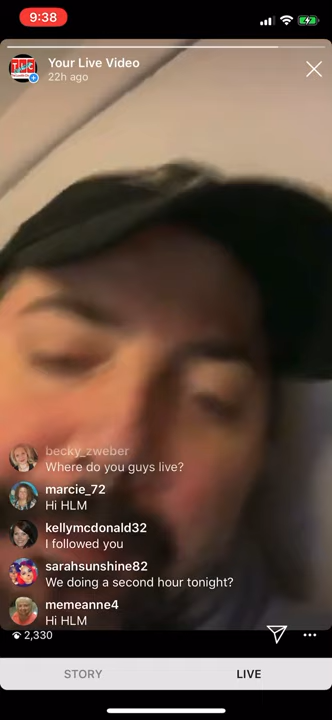 9:38
Your Live Video
22h ago
becky_zweber
Where do you guys live?
marcie_72
Hi HLM
kellymcdonald32
I followed you
sarahsunshine82
We doing a second hour tonight?
memeanne4
Hi HLM
2,330
STORY
LIVE